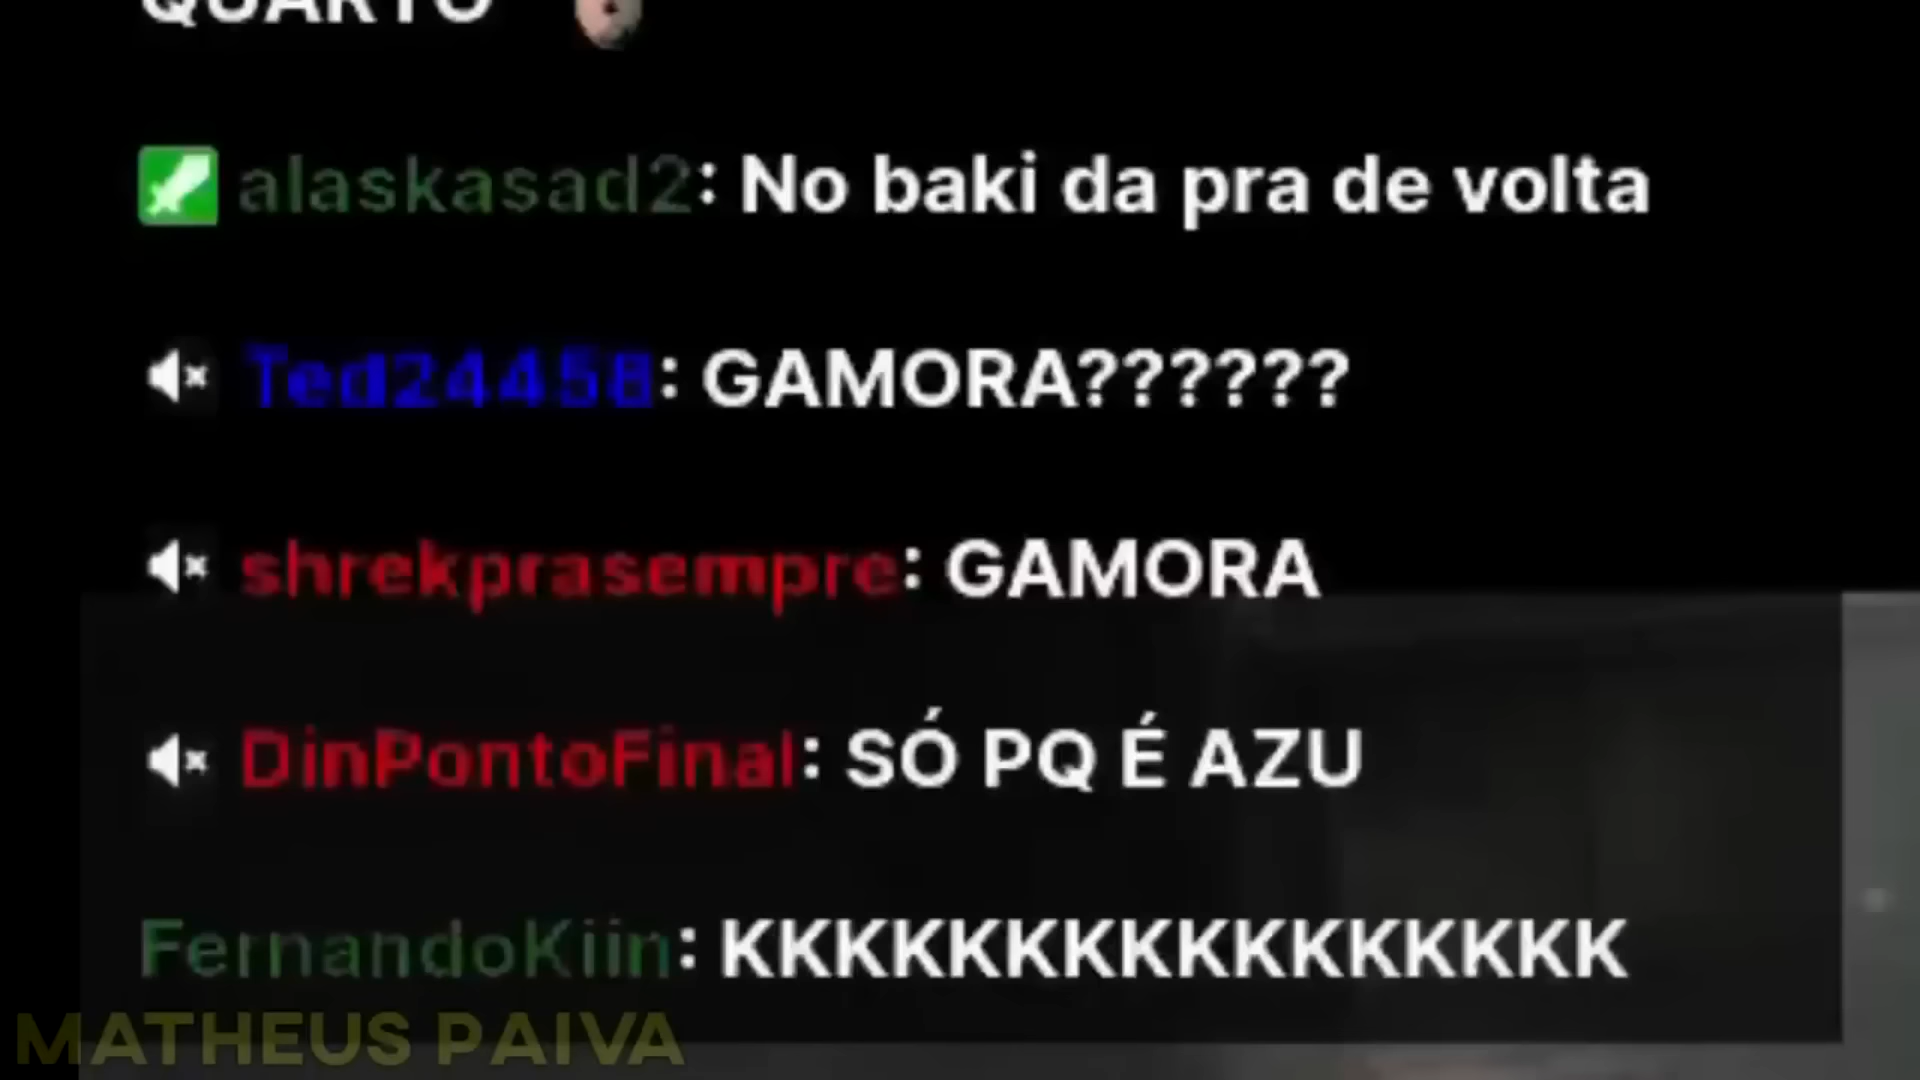 QUARTO
alaskasad2: No baki da pra de volta
Ted24458: GAMORA??????
shrekprasempre: GAMORA
DinPontoFinal: SÓ PQ É AZU
FernandoKiin: KKKKKKKKKKKKKKKK
MATHEUS PAIVA